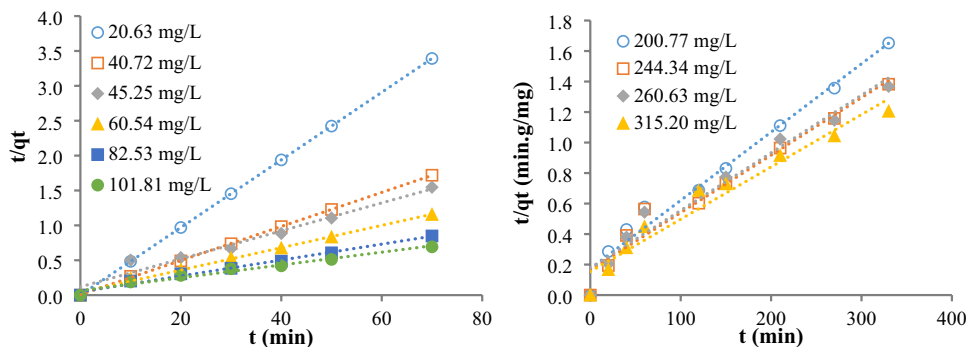 4.0
3.5
3.0
2.5
2.0
1.5
1.0
0.5
0.0
t/qt
20.63 mg/L
40.72 mg/L
45.25 mg/L
60.54 mg/L
82.53 mg/L
101.81 mg/L
0 20 40 60 80
t (min)
1.8
1.6
1.4
1.2
1.0
0.8
0.6
0.4
0.2
0.0
t/qt (min.g/mg)
200.77 mg/L
244.34 mg/L
260.63 mg/L
315.20 mg/L
0 100 200 300 400
t (min)